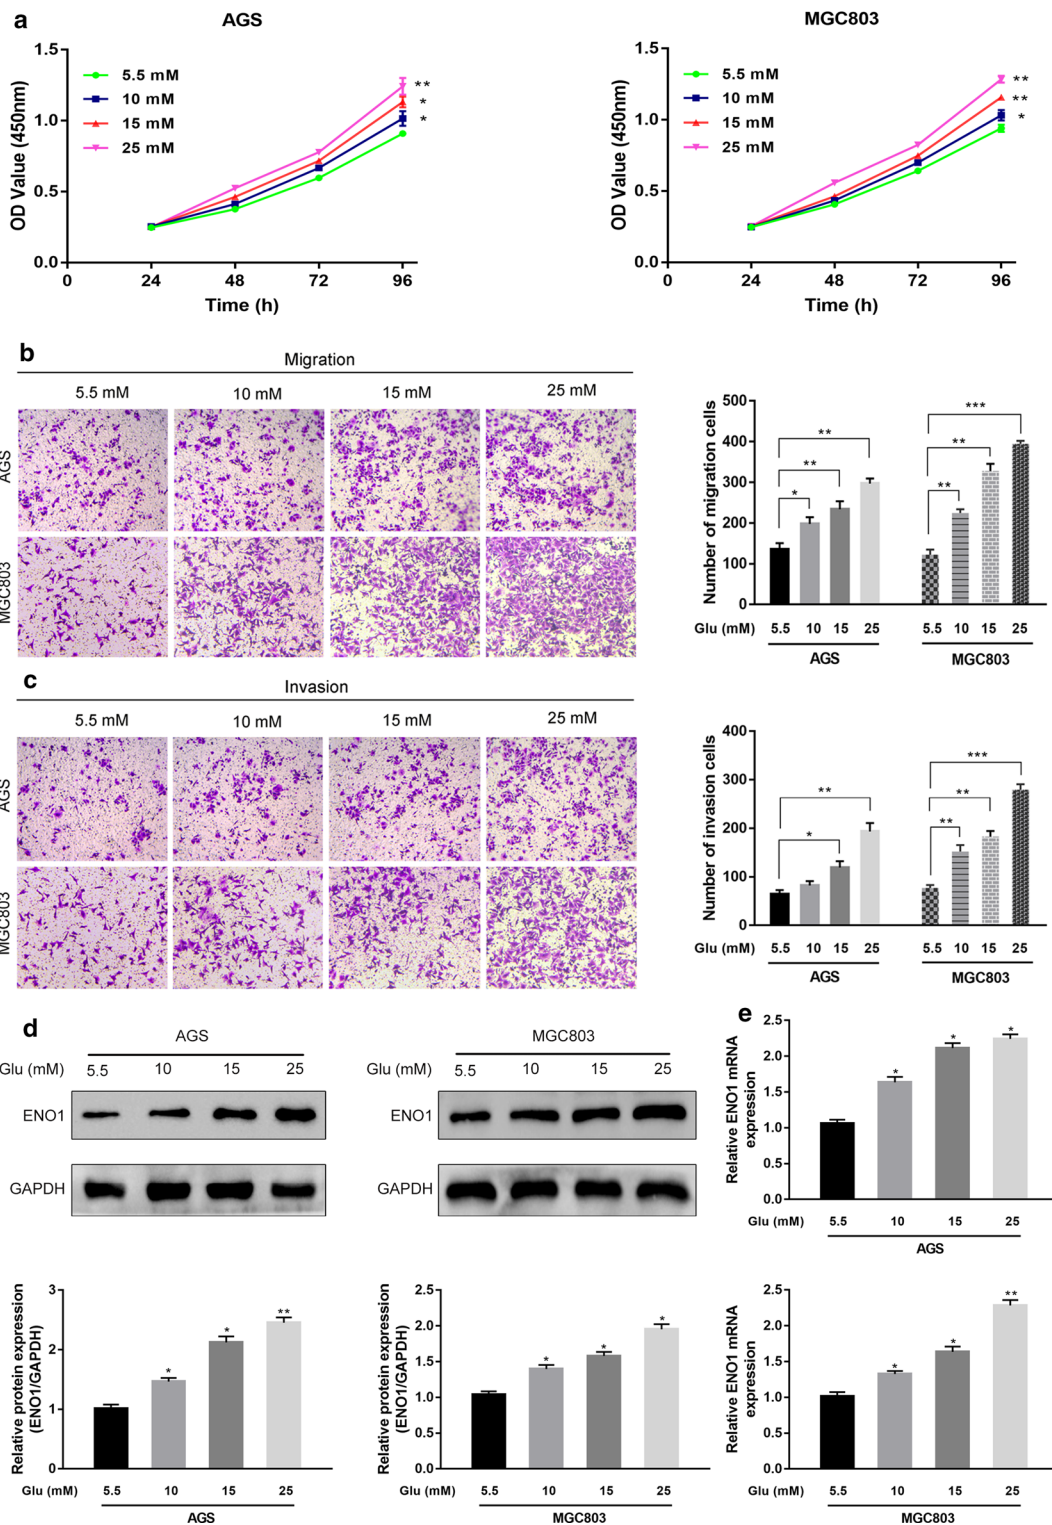 a
AGS
MGC803
OD Value (450nm)
1.5
1.0
0.5
0.0
5.5 mM
10 mM
15 mM
25 mM
**
*
*
0 24 48 72 96
Time (h)
OD Value (450nm)
1.5
1.0
0.5
0.0
5.5 mM
10 mM
15 mM
25 mM
**
**
*
0 24 48 72 96
Time (h)
b
Migration
5.5 mM 10 mM 15 mM 25 mM
AGS
MGC803
Number of migration cells
500
400
300
200
100
0
**
**
*
***
**
**
Glu (mM) 5.5 10 15 25 5.5 10 15 25
AGS MGC803
c
Invasion
5.5 mM 10 mM 15 mM 25 mM
AGS
MGC803
Number of invasion cells
400
300
200
100
0
**
*
***
**
**
Glu (mM) 5.5 10 15 25 5.5 10 15 25
AGS MGC803
d
AGS
Glu (mM) 5.5 10 15 25
ENO1
GAPDH
MGC803
Glu (mM) 5.5 10 15 25
ENO1
GAPDH
Relative protein expression
(ENO1/GAPDH)
3
2
1
0
* * **
Glu (mM) 5.5 10 15 25
AGS
Relative protein expression
(ENO1/GAPDH)
2.5
2.0
1.5
1.0
0.5
0.0
* * *
Glu (mM) 5.5 10 15 25
MGC803
e
Relative ENO1 mRNA
expression
2.5
2.0
1.5
1.0
0.5
0.0
* * *
Glu (mM) 5.5 10 15 25
AGS
Relative ENO1 mRNA
expression
2.5
2.0
1.5
1.0
0.5
0.0
* * **
Glu (mM) 5.5 10 15 25
MGC803